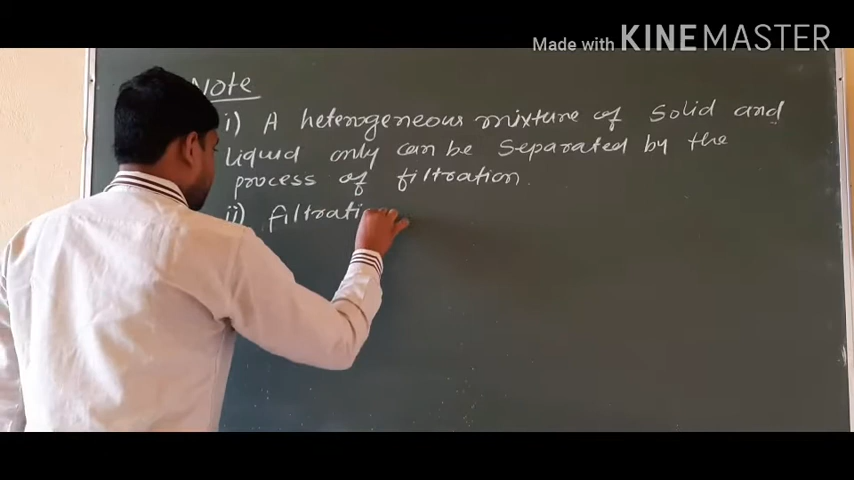 Made with KINEMASTER
Note
i) A heterogeneous mixture of solid and
liquid only can be separated by the
process of filtration.
ii) filtrati